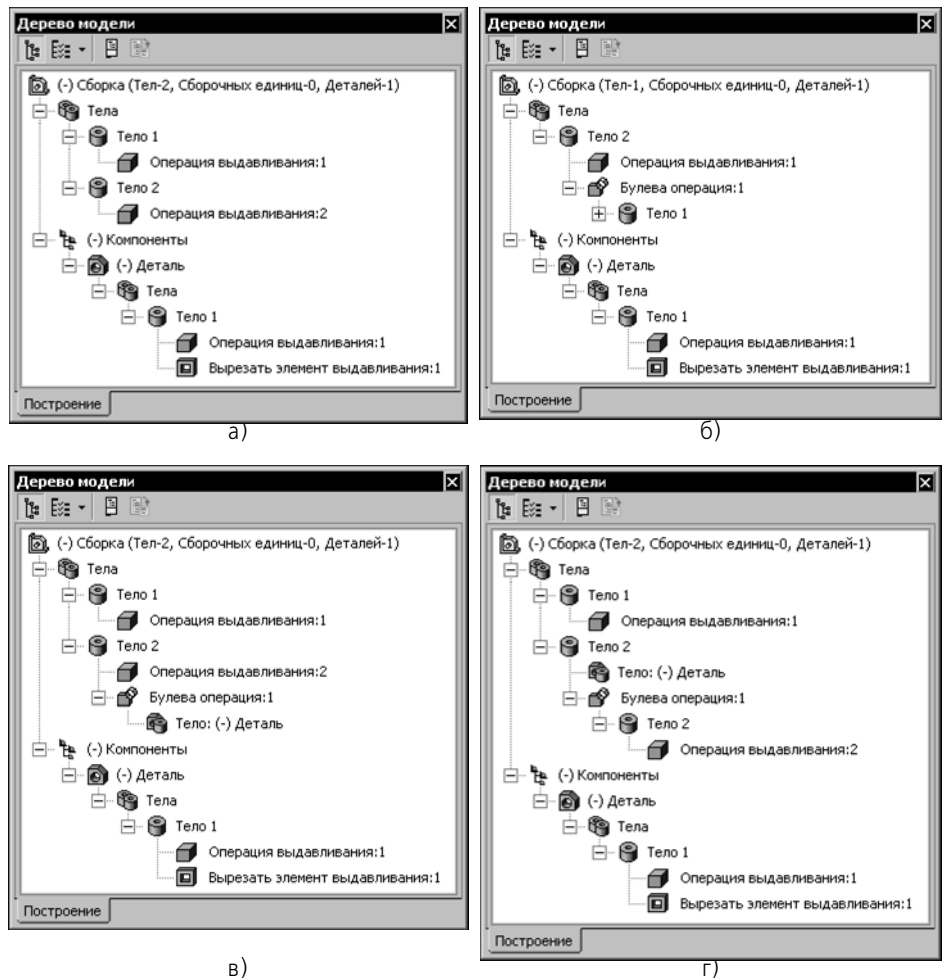 Дерево модели
(-) Сборка (Тел-2, Сборочных единиц-0, Деталей-1)
Тела
Тело 1
Операция выдавливания:1
Тело 2
Операция выдавливания:2
(-) Компоненты
(-) Деталь
Тела
Тело 1
Операция выдавливания:1
Вырезать элемент выдавливания:1
Построение
а)
Дерево модели
(-) Сборка (Тел-1, Сборочных единиц-0, Деталей-1)
Тела
Тело 2
Операция выдавливания:1
Булева операция:1
Тело 1
(-) Компоненты
(-) Деталь
Тела
Тело 1
Операция выдавливания:1
Вырезать элемент выдавливания:1
Построение
б)
Дерево модели
(-) Сборка (Тел-2, Сборочных единиц-0, Деталей-1)
Тела
Тело 1
Операция выдавливания:1
Тело 2
Операция выдавливания:2
Булева операция:1
Тело: (-) Деталь
(-) Компоненты
(-) Деталь
Тела
Тело 1
Операция выдавливания:1
Вырезать элемент выдавливания:1
Построение
в)
Дерево модели
(-) Сборка (Тел-2, Сборочных единиц-0, Деталей-1)
Тела
Тело 1
Операция выдавливания:1
Тело 2
Тело: (-) Деталь
Булева операция:1
Тело 2
Операция выдавливания:2
(-) Компоненты
(-) Деталь
Тела
Тело 1
Операция выдавливания:1
Вырезать элемент выдавливания:1
Построение
г)